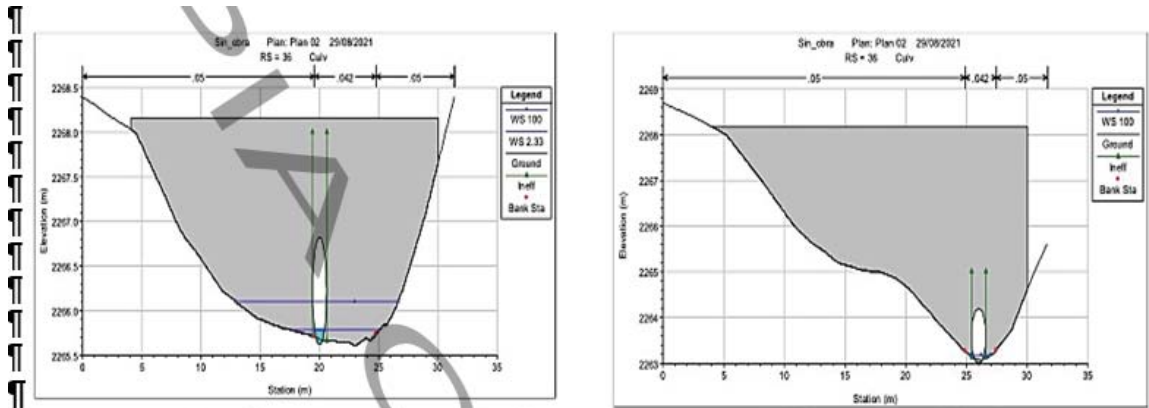 Sin_obra Plan: Plan 02 29/08/2021
RS = 36 Culv
.05 .042 .05
Legend
WS 100
WS 2.33
Ground
Ineff
Bank Sta
Elevation (m)
2268.5
2268.0
2267.5
2267.0
2266.5
2266.0
2265.5
0 5 10 15 20 25 30 35
Station (m)
Sin_obra Plan: Plan 02 29/08/2021
RS = 36 Culv
.05 .042 .05
Legend
WS 100
Ground
Ineff
Bank Sta
Elevation (m)
2269
2268
2267
2266
2265
2264
2263
0 5 10 15 20 25 30 35
Station (m)